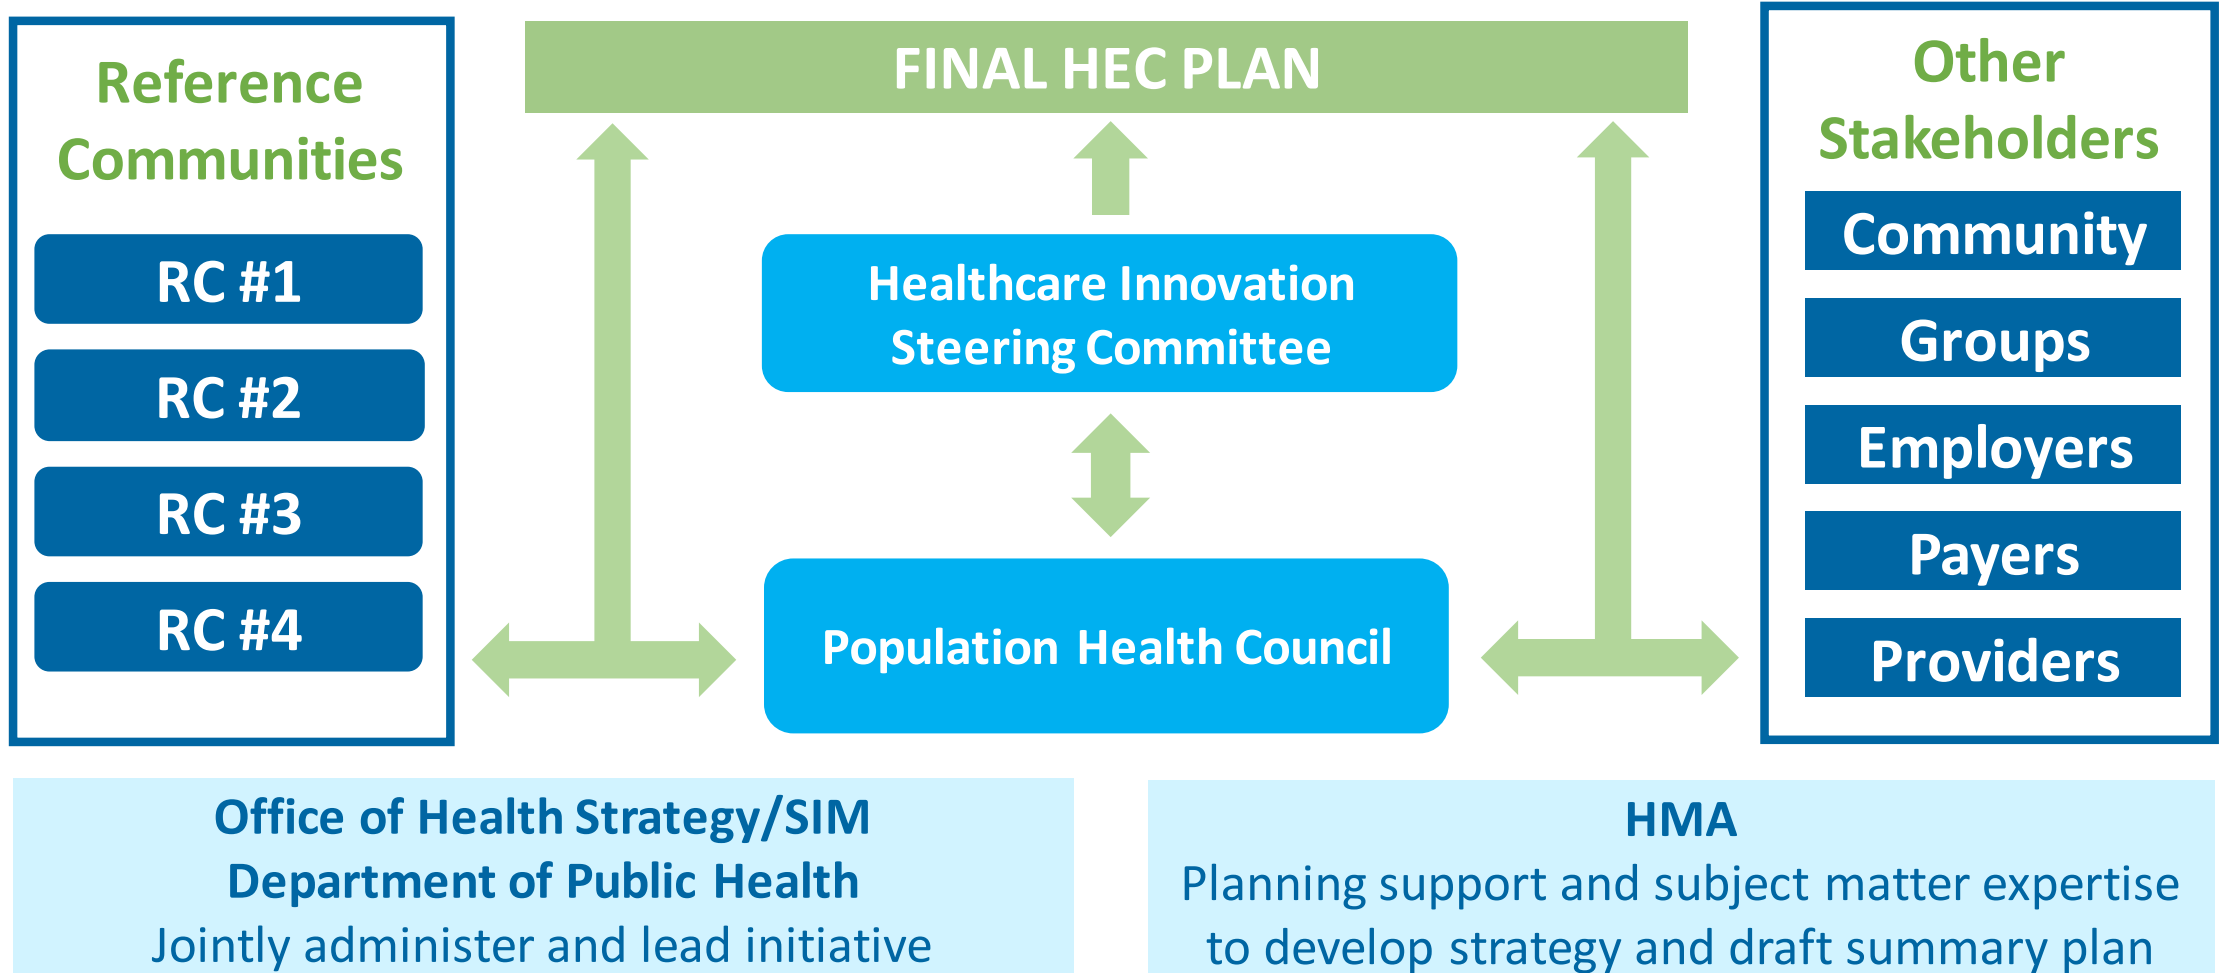 Reference
Communities
RC #1
RC #2
RC #3
RC #4
FINAL HEC PLAN
Healthcare Innovation
Steering Committee
Population Health Council
Other
Stakeholders
Community
Groups
Employers
Payers
Providers
Office of Health Strategy/SIM
Department of Public Health
Jointly administer and lead initiative
HMA
Planning support and subject matter expertise
to develop strategy and draft summary plan